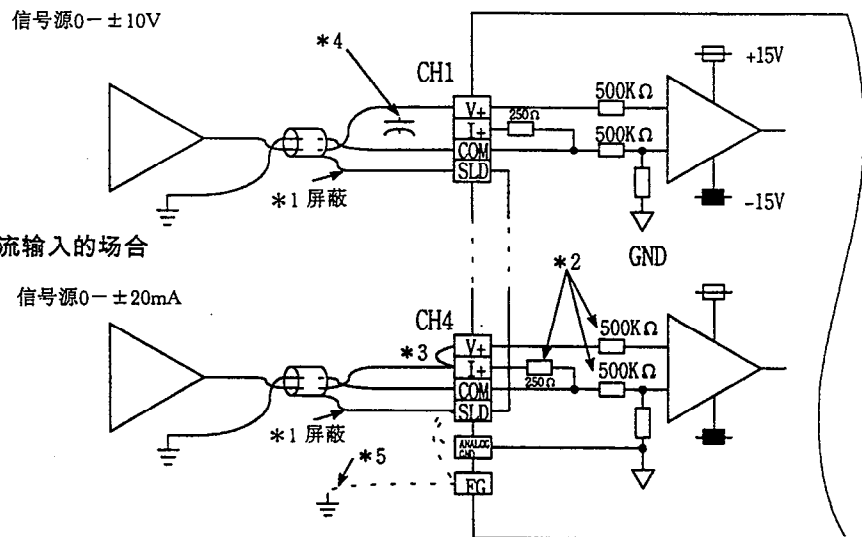 信号源0－±10V
*4
CH1
+15V
500KΩ
V+
250Ω
I+
500KΩ
COM
SLD
*1 屏蔽
-15V
GND
流输入的场合
*2
信号源0－±20mA
CH4
500KΩ
V+
*3
I+
250Ω
500KΩ
COM
SLD
*1 屏蔽
ANALOG
GND
*5
FG